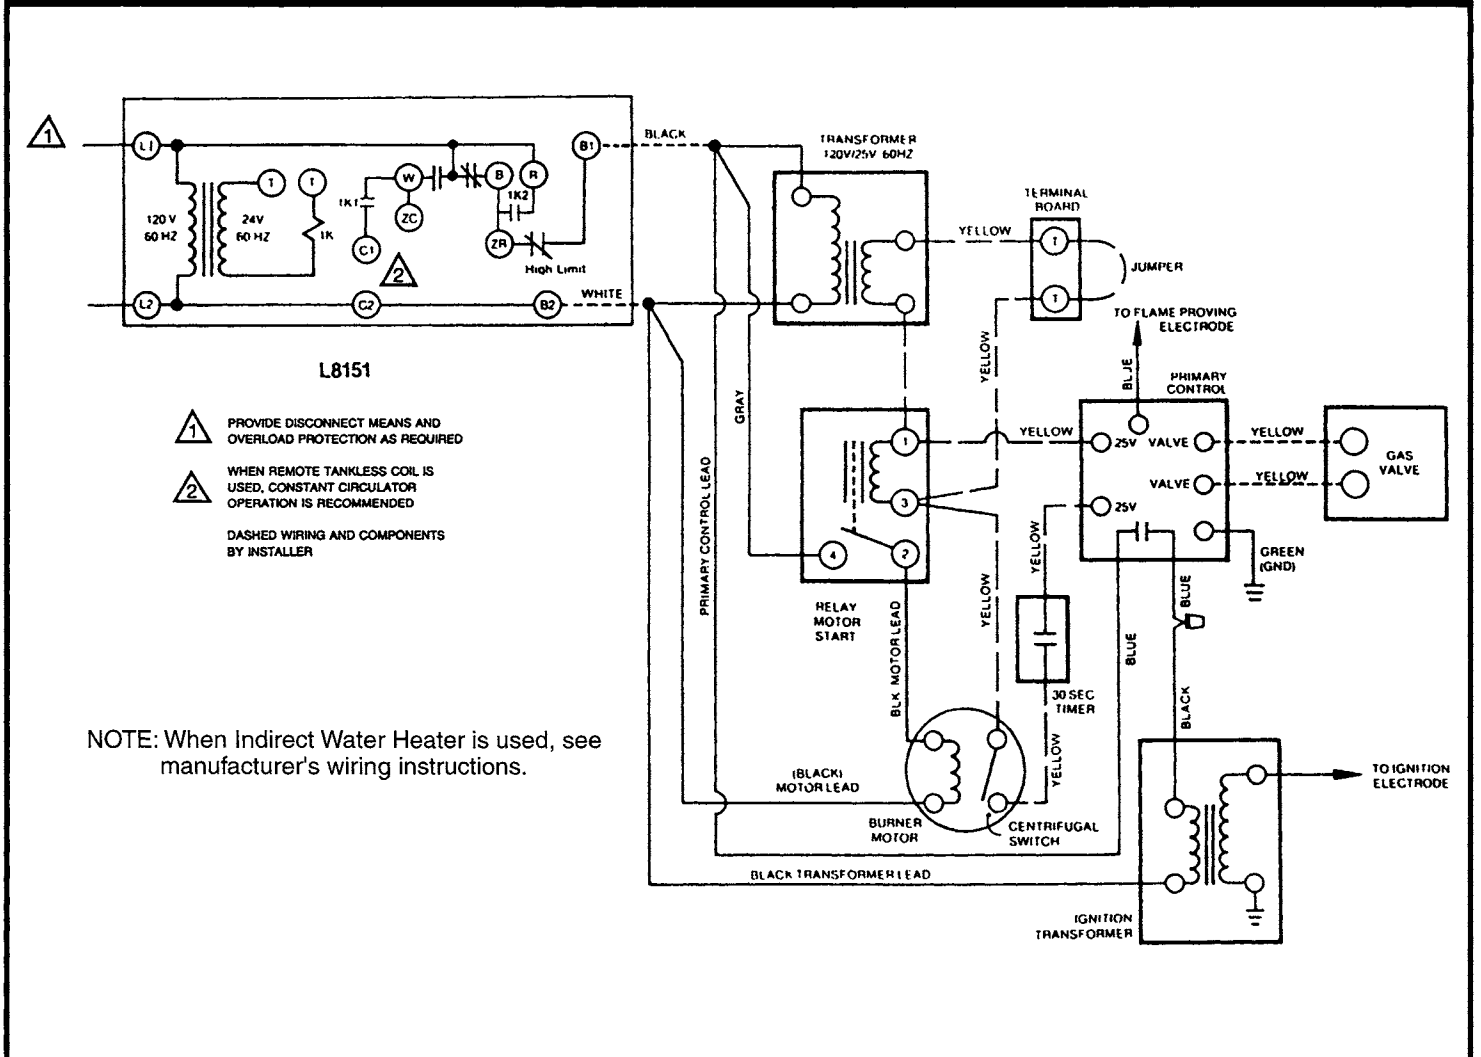 1
L1
T
T
120 V
60 HZ
24V
60 HZ
1K
1K1
W
ZC
C1
2
B
R
1K2
ZR
High Limit
B1
BLACK
L2
C2
B2
WHITE
L8151
1
PROVIDE DISCONNECT MEANS AND
OVERLOAD PROTECTION AS REQUIRED
2
WHEN REMOTE TANKLESS COIL IS
USED, CONSTANT CIRCULATOR
OPERATION IS RECOMMENDED
DASHED WIRING AND COMPONENTS
BY INSTALLER
NOTE: When Indirect Water Heater is used, see
manufacturer's wiring instructions.
TRANSFORMER
120V/25V 60HZ
YELLOW
TERMINAL
BOARD
T
T
JUMPER
TO FLAME PROVING
ELECTRODE
BLUE
PRIMARY
CONTROL
GRAY
YELLOW
1
3
4
2
YELLOW
25V
VALVE
YELLOW
VALVE
YELLOW
25V
GAS
VALVE
GREEN
(GND)
PRIMARY CONTROL LEAD
RELAY
MOTOR
START
BLK MOTOR LEAD
YELLOW
YELLOW
30 SEC
TIMER
YELLOW
BLUE
BLUE
BLACK
(BLACK)
MOTOR LEAD
BURNER
MOTOR
CENTRIFUGAL
SWITCH
BLACK TRANSFORMER LEAD
TO IGNITION
ELECTRODE
IGNITION
TRANSFORMER